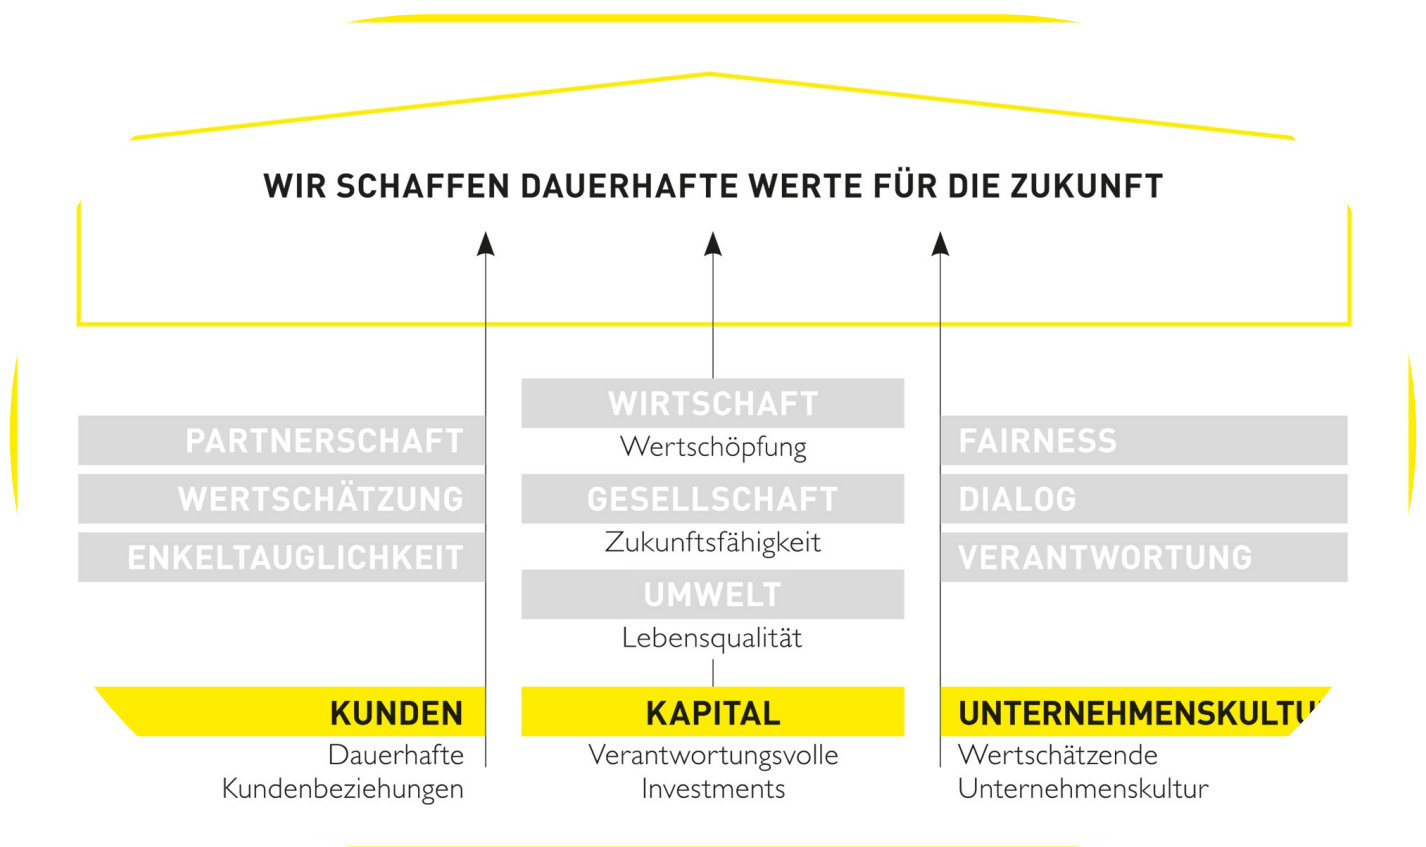 WIR SCHAFFEN DAUERHAFTE WERTE FÜR DIE ZUKUNFT
PARTNERSCHAFT
WERTSCHÄTZUNG
ENKELTAUGLICHKEIT
KUNDEN
Dauerhafte
Kundenbeziehungen
WIRTSCHAFT
Wertschöpfung
GESELLSCHAFT
Zukunftsfähigkeit
UMWELT
Lebensqualität
KAPITAL
Verantwortungsvolle
Investments
FAIRNESS
DIALOG
VERANTWORTUNG
Wertschätzende
Unternehmenskultur